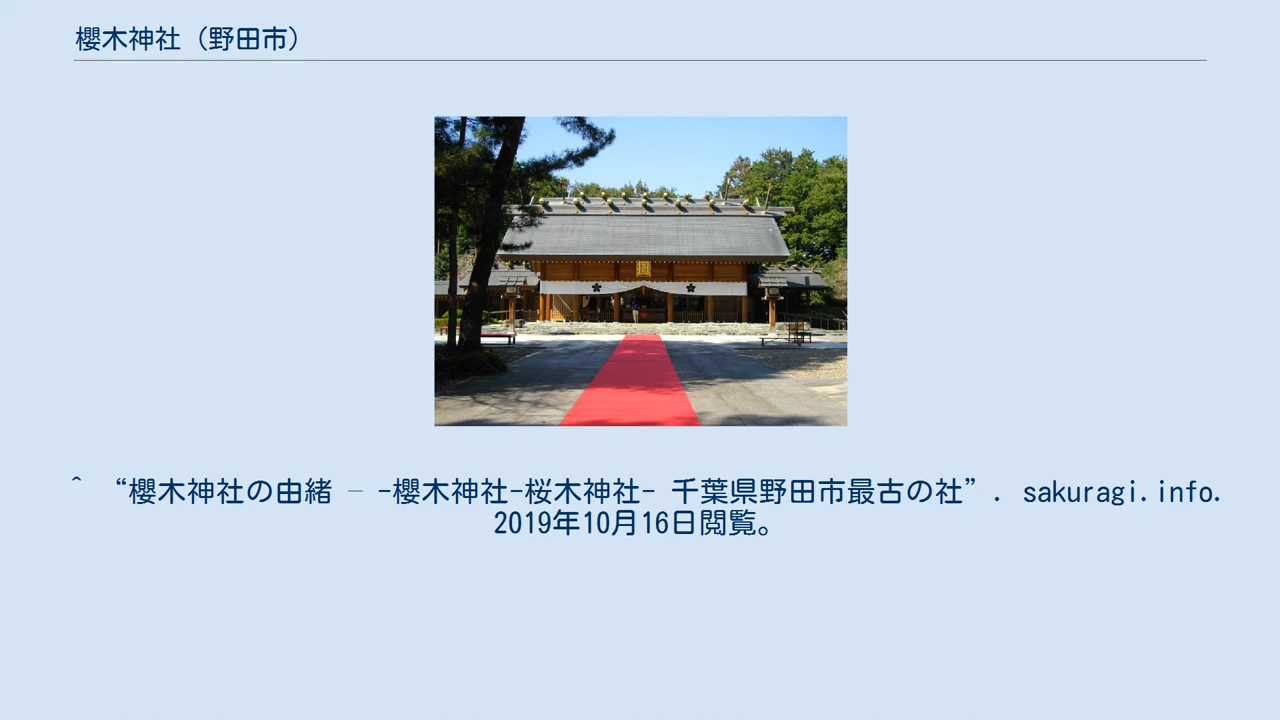 櫻木神社（野田市）
^ “櫻木神社の由緒 – -櫻木神社-桜木神社- 千葉県野田市最古の社”. sakuragi.info.
2019年10月16日閲覧。